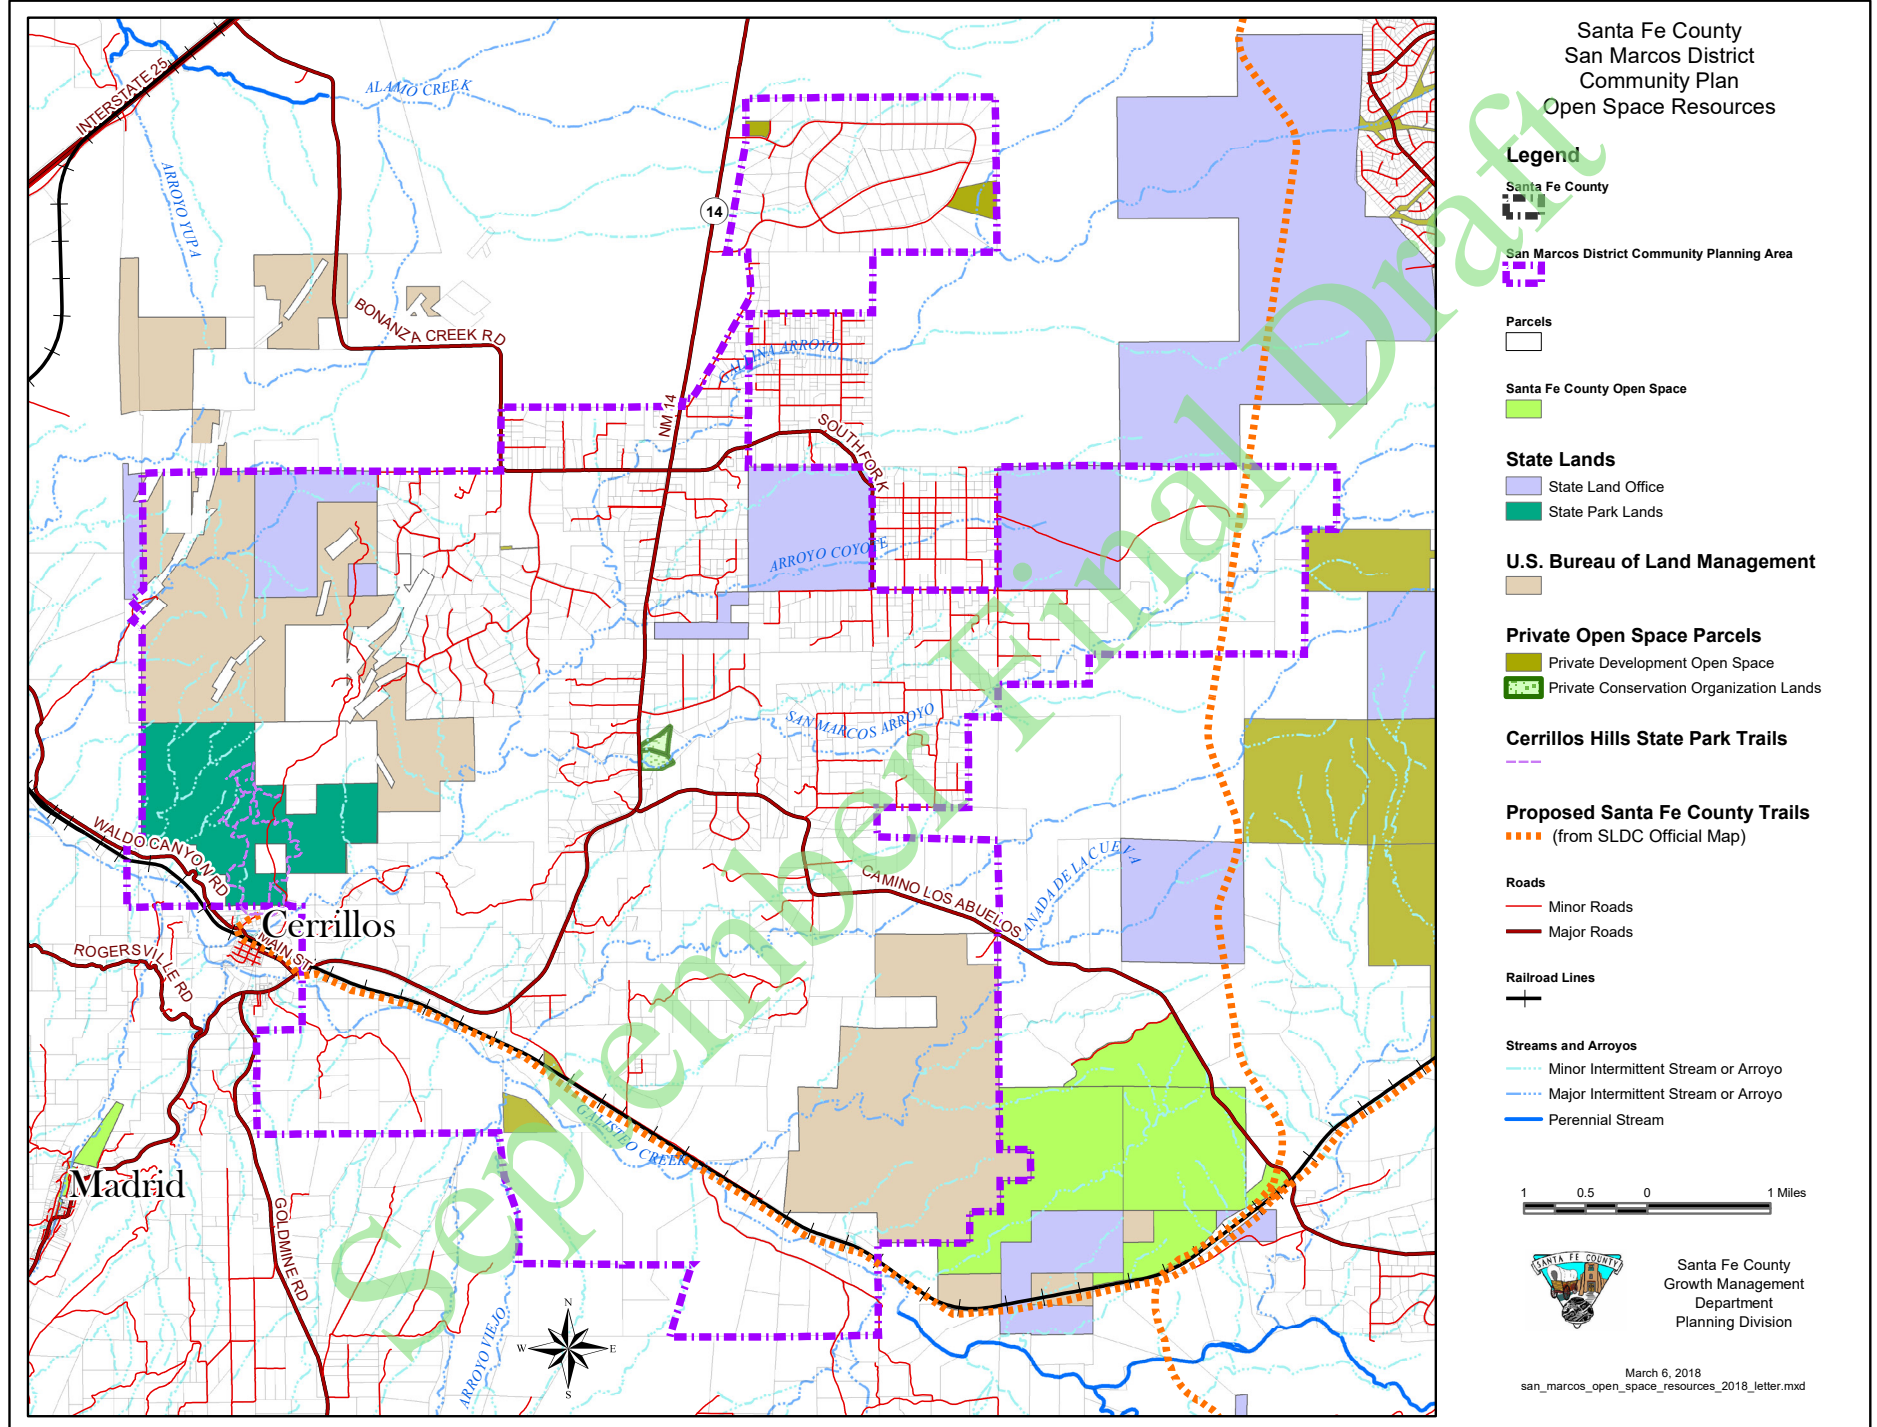 Santa Fe County
San Marcos District
Community Plan
Open Space Resources
Legend
Santa Fe County
San Marcos District Community Planning Area
Parcels
Santa Fe County Open Space
State Lands
State Land Office
State Park Lands
U.S. Bureau of Land Management
Private Open Space Parcels
Private Development Open Space
Private Conservation Organization Lands
Cerrillos Hills State Park Trails
Proposed Santa Fe County Trails
(from SLDC Official Map)
Roads
Minor Roads
Major Roads
Railroad Lines
Streams and Arroyos
Minor Intermittent Stream or Arroyo
Major Intermittent Stream or Arroyo
Perennial Stream
1 0.5 0 1 Miles
SANTA FE COUNTY
Santa Fe County
Growth Management
Department
Planning Division
March 6, 2018
san_marcos_open_space_resources_2018_letter.mxd
INTERSTATE 25
ALAMO CREEK
ARROYO YUPA
14
BONANZA CREEK RD
GALLINA ARROYO
NM 14
SOUTHFORK
ARROYO COYOTE
SAN MARCOS ARROYO
WALDO CANYON RD
CAMINO LOS ABUELOS
CANADA DE LA CUEVA
Cerrillos
MAIN ST
ROGERSVILLE RD
GALISTEO CREEK
Madrid
GOLDMINE RD
ARROYO VIEJO
N
W E
S
September Final Draft